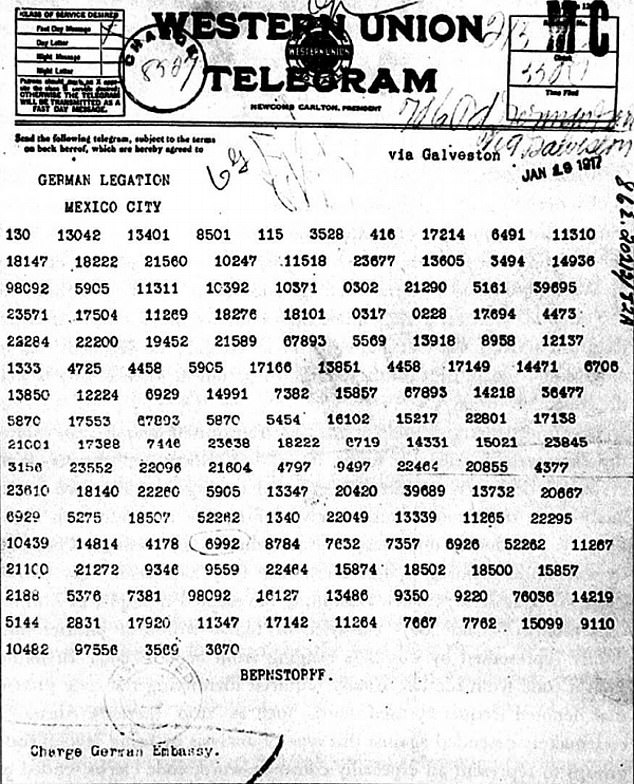 CLASS OF SERVICE DESIRED
Fast Day Message
Day Letter
Night Message
Night Letter
Patrons should mark an X oppo-
site the class of service desired;
OTHERWISE THE TELEGRAM
WILL BE TRANSMITTED AS A
FAST DAY MESSAGE.
WESTERN UNION
WESTERN UNION
TELEGRAM
NEWCOMB CARLTON, PRESIDENT
Time Filed
Send the following telegram, subject to the terms
on back hereof, which are hereby agreed to
via Galveston
JAN 19 1917
GERMAN LEGATION
MEXICO CITY
130 13042 13401 8501 115 3528 416 17214 6491 11310
18147 18222 21560 10247 11518 23677 13605 3494 14936
98092 5905 11311 10392 10371 0302 21290 5161 39695
23571 17504 11269 18276 18101 0317 0228 17694 4473
22284 22200 19452 21589 67893 5569 13918 8958 12137
1333 4725 4458 5905 17166 13851 4458 17149 14471 6706
13850 12224 6929 14991 7382 15857 67893 14218 36477
5870 17553 67893 5870 5454 16102 15217 22801 17138
21001 17388 7446 23638 18222 6719 14331 15021 23845
3156 23552 22096 21604 4797 9497 22464 20855 4377
23610 18140 22260 5905 13347 20420 39689 13732 20667
6929 5275 18507 52262 1340 22049 13339 11265 22295
10439 14814 4178 6992 8784 7632 7357 6926 52262 11267
21100 21272 9346 9559 22464 15874 18502 18500 15857
2188 5376 7381 98092 16127 13486 9350 9220 76036 14219
5144 2831 17920 11347 17142 11264 7667 7762 15099 9110
10482 97556 3569 3670
BEPNSTOPFF.
Charge German Embassy.